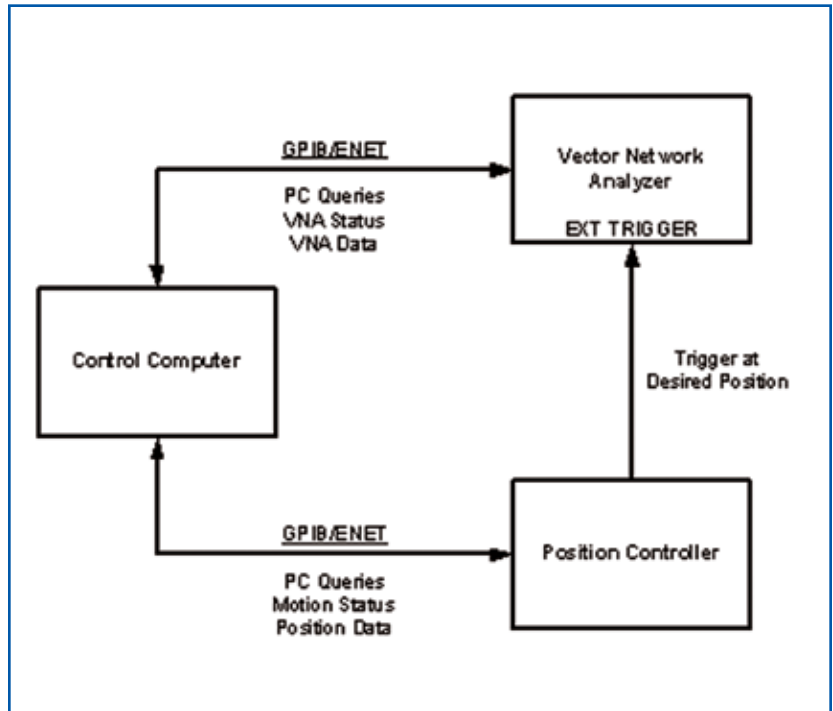 GPIB/ENET
PC Queries
VNA Status
VNA Data
Vector Network
Analyzer
EXT TRIGGER
Control Computer
Trigger at
Desired Position
GPIB/ENET
PC Queries
Motion Status
Position Data
Position Controller